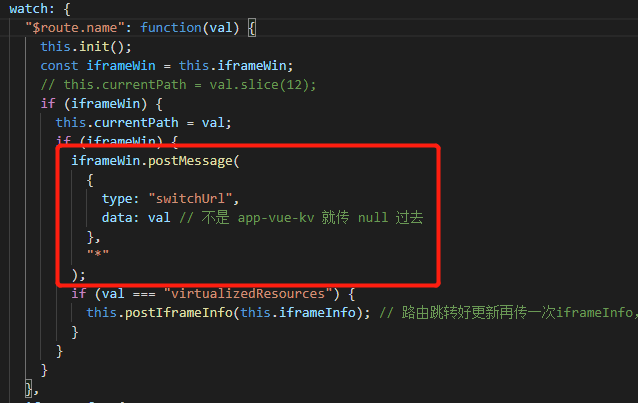 watch: {
"$route.name": function(val) {
this.init();
const iframeWin = this.iframeWin;
// this.currentPath = val.slice(12);
if (iframeWin) {
this.currentPath = val;
if (iframeWin) {
iframeWin.postMessage(
{
type: "switchUrl",
data: val // 不是 app-vue-kv 就传 null 过去
},
"*"
);
if (val === "virtualizedResources") {
this.postIframeInfo(this.iframeInfo); // 路由跳转好更新再传一次iframeInfo,
}
}
}
},